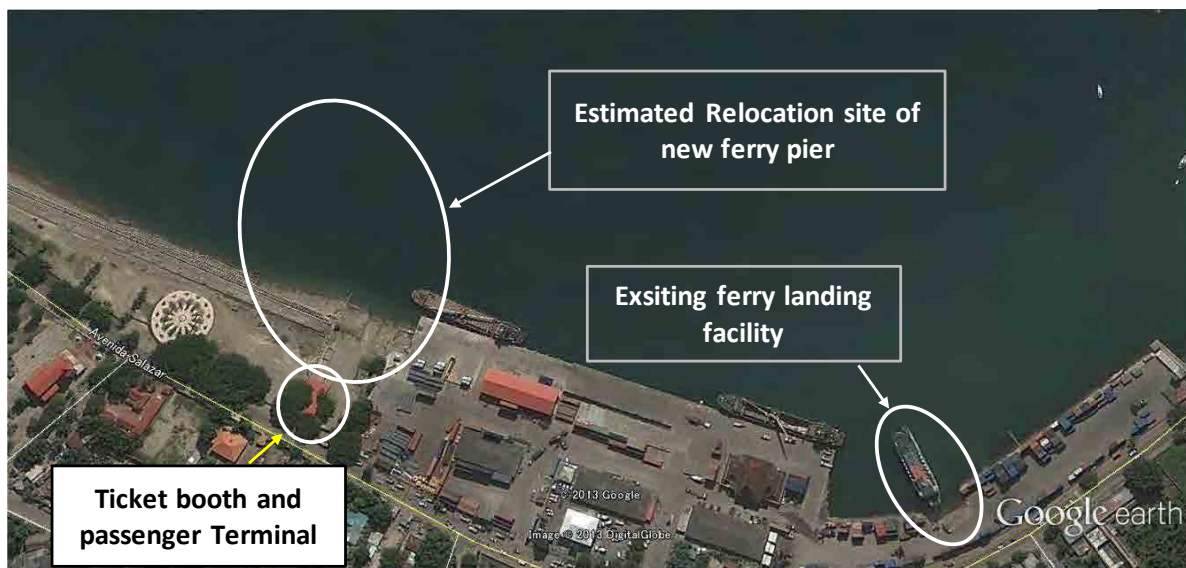 Estimated Relocation site of
new ferry pier
Exsiting ferry landing
facility
Avenida Salazar
Ticket booth and
passenger Terminal
© 2013 Google
Image © 2013 DigitalGlobe
Google earth